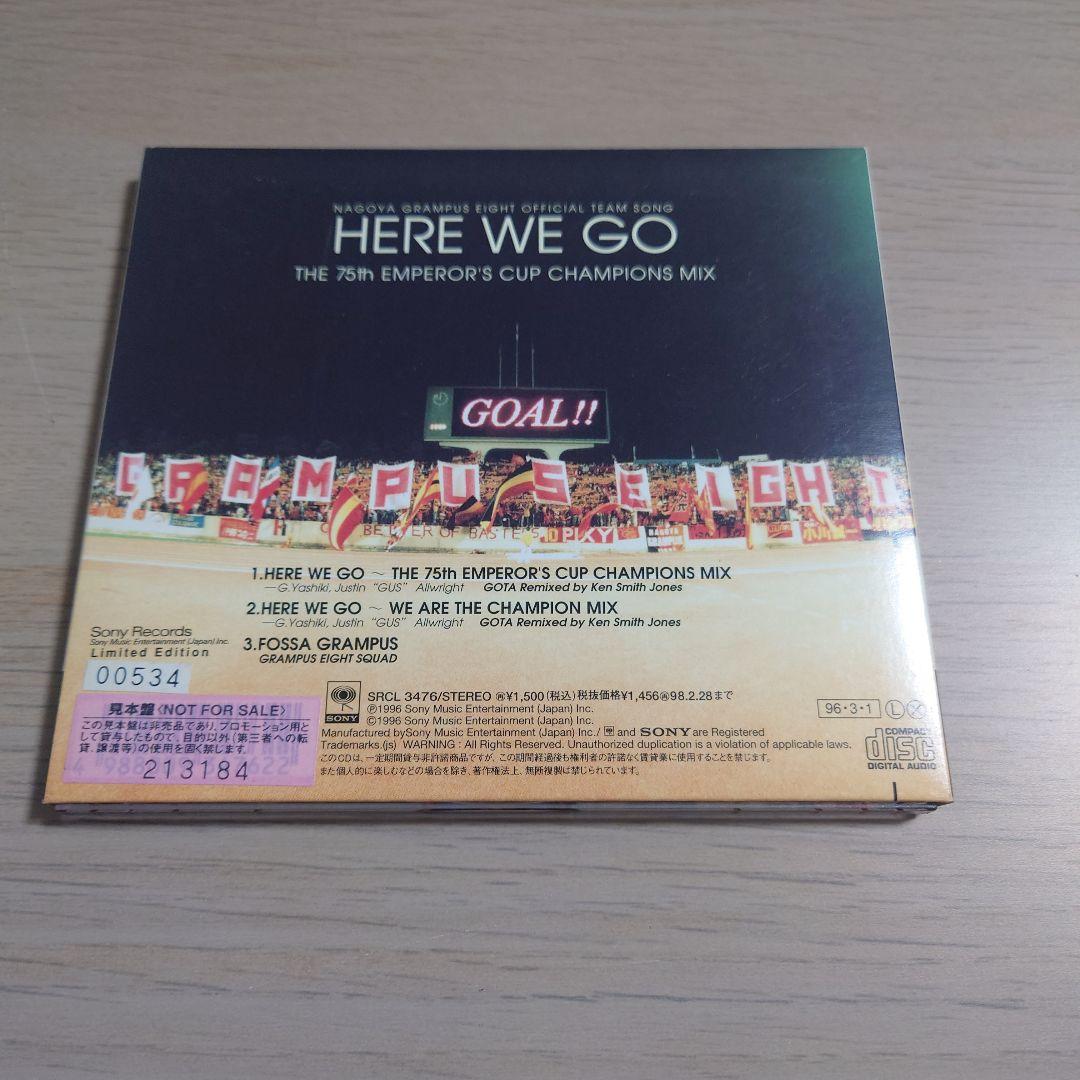 NAGOYA GRAMPUS EIGHT OFFICIAL TEAM SONG
HERE WE GO
THE 75th EMPEROR'S CUP CHAMPIONS MIX
GOAL!!
GRAMPUS EIGHT
PLAY!
1.HERE WE GO ~ THE 75th EMPEROR'S CUP CHAMPIONS MIX
—G.Yashiki, Justin "GUS" Allwright GOTA Remixed by Ken Smith Jones
2.HERE WE GO ~ WE ARE THE CHAMPION MIX
—G.Yashiki, Justin "GUS" Allwright GOTA Remixed by Ken Smith Jones
3.FOSSA GRAMPUS
GRAMPUS EIGHT SQUAD
Sony Records
Sony Music Entertainment (Japan) Inc.
Limited Edition
00534
見本盤〈NOT FOR SALE〉
この見本盤は非売品であり、プロモーション用と
して貸与したもので、目的以外(第三者への転
貸、譲渡等)の使用を固く禁じます。
213184
SONY
SRCL 3476/STEREO ㊖¥1,500(税込)税抜価格¥1,456㊖98.2.28まで
Ⓟ1996 Sony Music Entertainment (Japan) Inc.
©1996 Sony Music Entertainment (Japan) Inc.
Manufactured bySony Music Entertainment (Japan) Inc./ and SONY are Registered
Trademarks.(js) WARNING : All Rights Reserved. Unauthorized duplication is a violation of applicable laws.
このCDは、一定期間貸与非許諾商品ですが、この期間経過後も権利者の許諾なく賃貸業に使用することを禁じます。
また個人的に楽しむなどの場合を除き、著作権法上、無断複製は禁じられています。
96・3・1 Ⓛ Ⓧ
COMPACT
disc
DIGITAL AUDIO